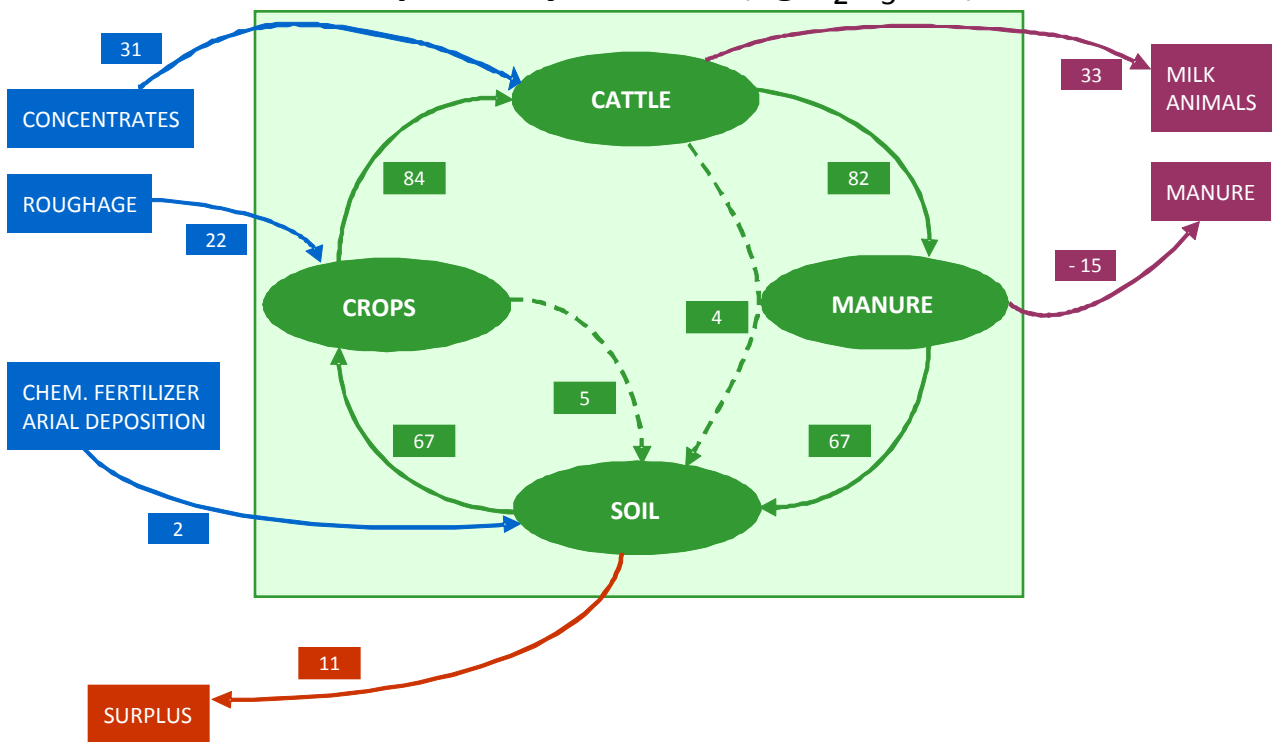 31
CATTLE
33
MILK
ANIMALS
CONCENTRATES
84
82
ROUGHAGE
MANURE
22
- 15
CROPS
MANURE
4
CHEM. FERTILIZER
ARIAL DEPOSITION
5
67
67
SOIL
2
11
SURPLUS